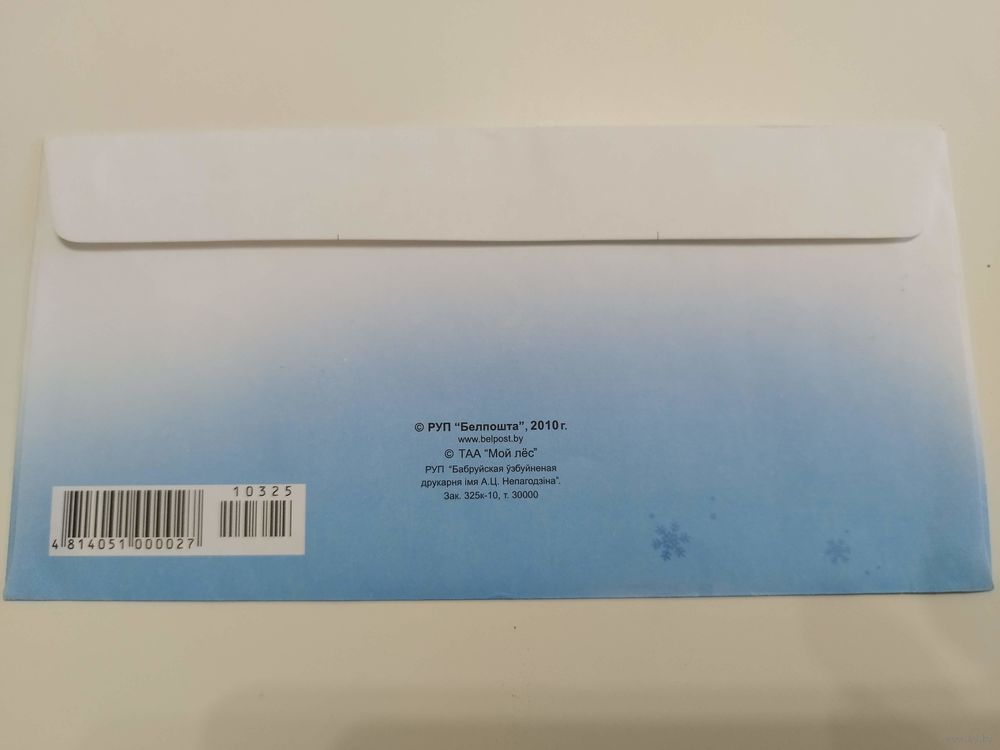 © РУП “Белпошта”, 2010 г.
www.belpost.by
© ТАА “Мой лёс”
РУП “Бабруйская ўзбуйненая
друкарня імя А.Ц. Непагодзіна”.
Зак. 325к-10, т. 30000
10325
4 814051 000027